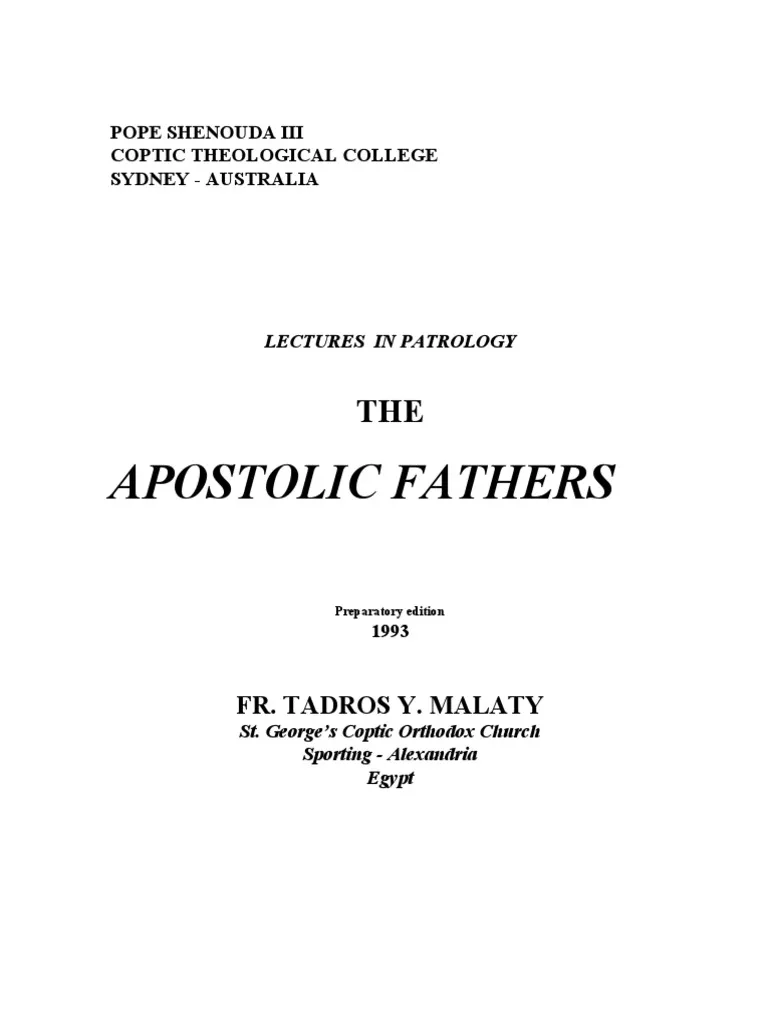 POPE SHENOUDA III
COPTIC THEOLOGICAL COLLEGE
SYDNEY - AUSTRALIA
LECTURES IN PATROLOGY
THE
APOSTOLIC FATHERS
Preparatory edition
1993
FR. TADROS Y. MALATY
St. George’s Coptic Orthodox Church
Sporting - Alexandria
Egypt